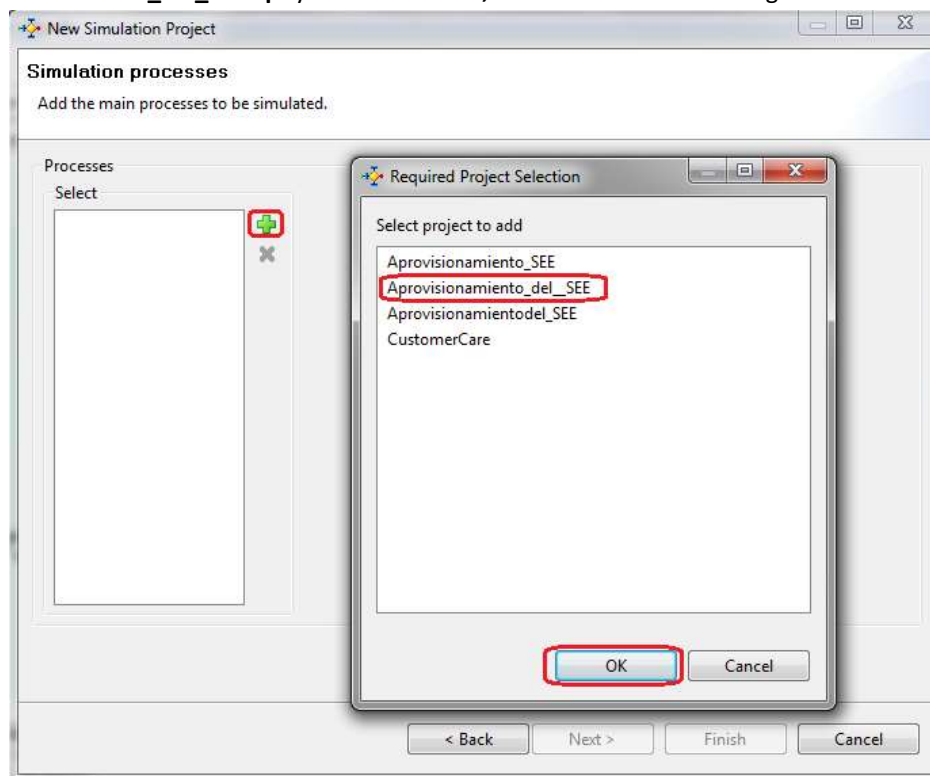 New Simulation Project
Simulation processes
Add the main processes to be simulated.
Processes
Select
Required Project Selection
Select project to add
Aprovisionamiento_SEE
Aprovisionamiento_del__SEE
Aprovisionamientodel_SEE
CustomerCare
OK
Cancel
< Back
Next >
Finish
Cancel